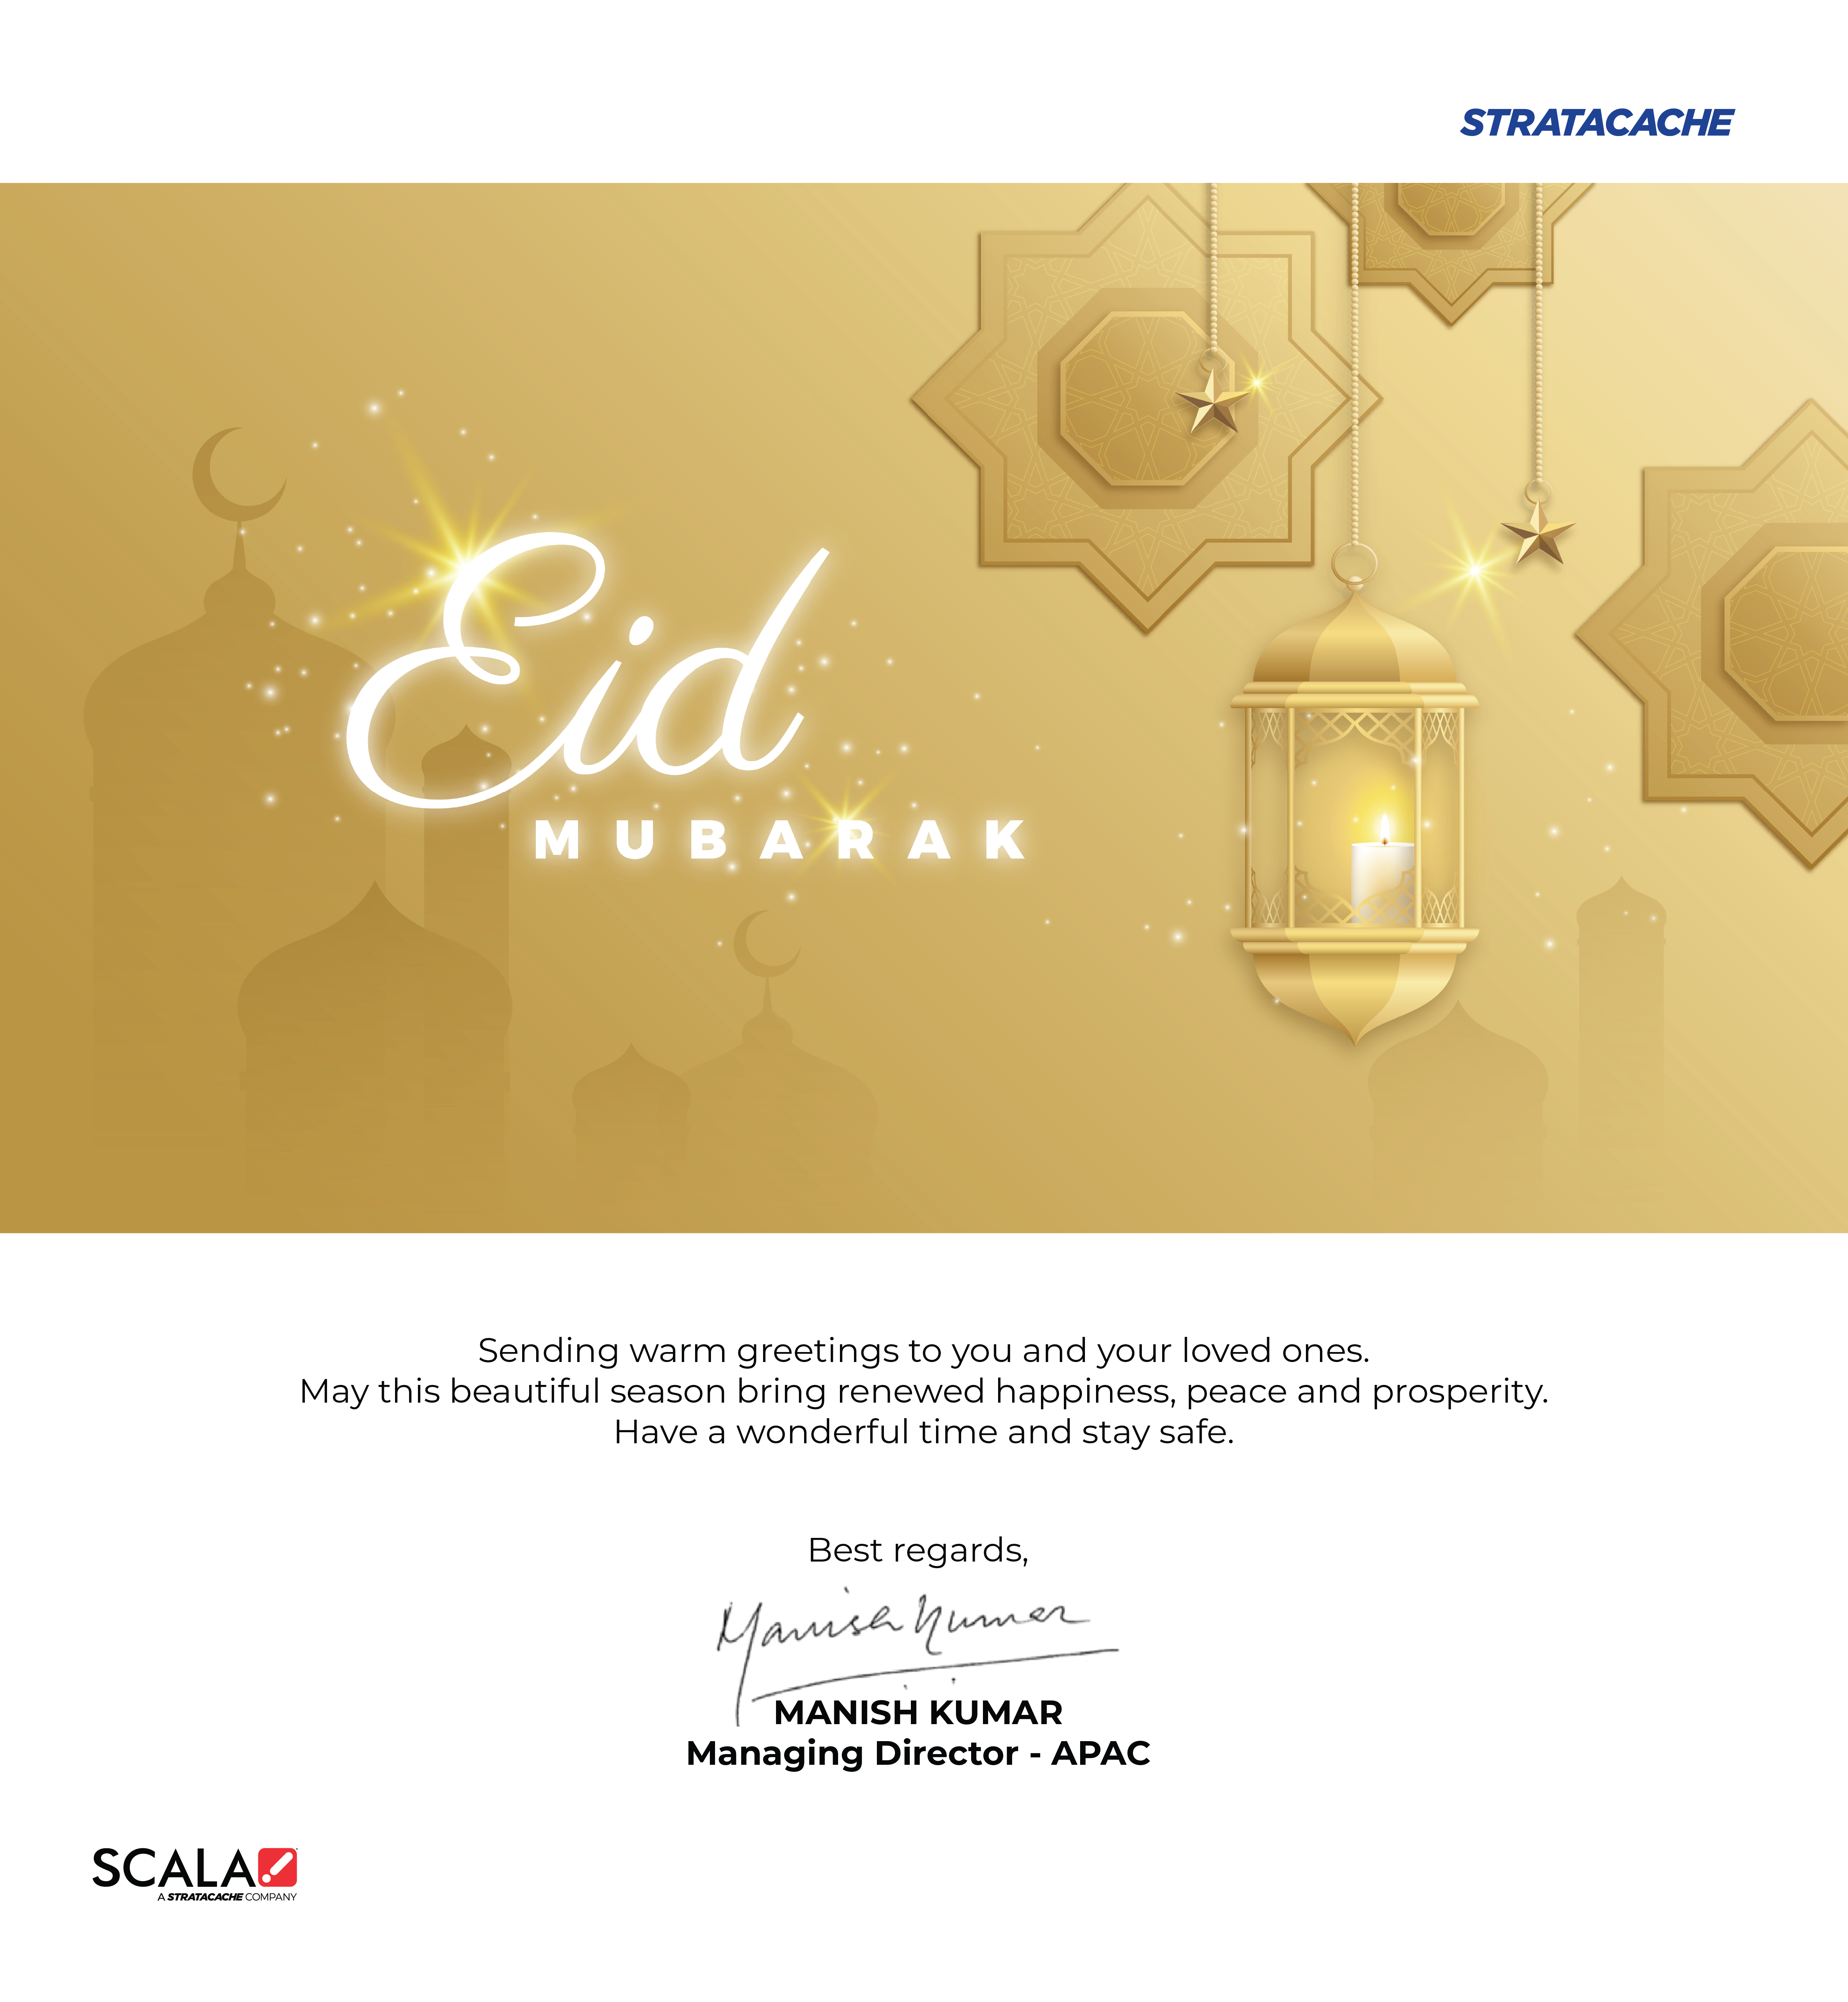 STRATACACHE
Eid
MUBARAK
Sending warm greetings to you and your loved ones.
May this beautiful season bring renewed happiness, peace and prosperity.
Have a wonderful time and stay safe.
Best regards,
Manish Kumar
MANISH KUMAR
Managing Director - APAC
SCALA
A STRATACACHE COMPANY